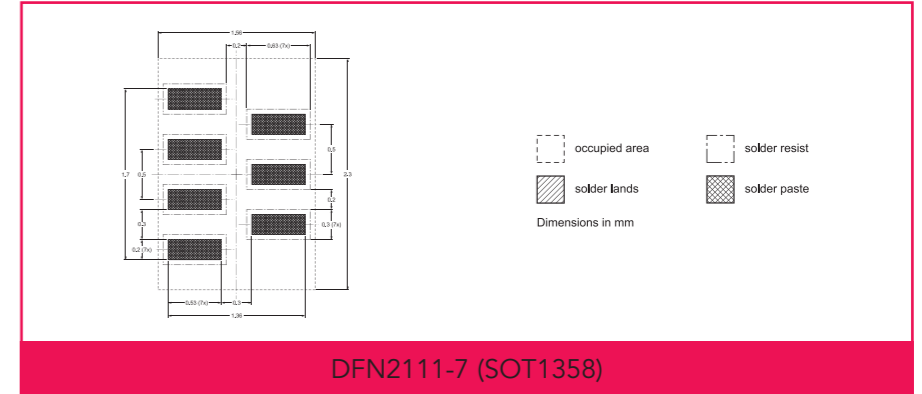 1.56
0.2 0.63 (7x)
1.7 0.5 0.5 2.3
0.2
0.3 0.3 (7x)
0.2 (7x)
0.53 (7x) 0.3
1.36
occupied area solder resist
solder lands solder paste
Dimensions in mm
DFN2111-7 (SOT1358)